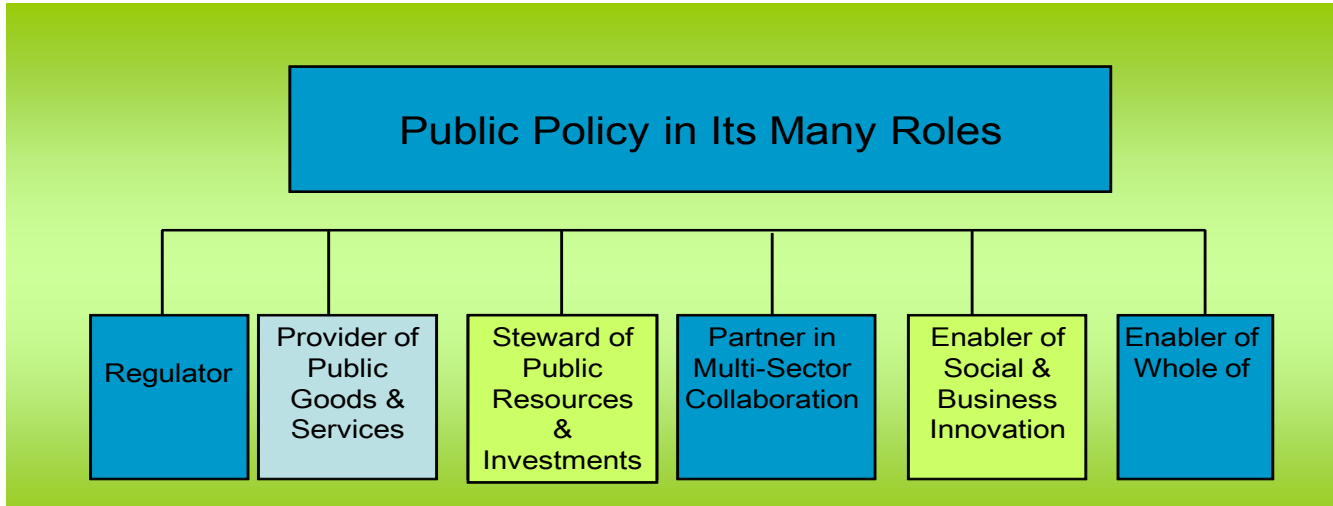 Public Policy in Its Many Roles
Regulator
Provider of
Public
Goods &
Services
Steward of
Public
Resources
&
Investments
Partner in
Multi-Sector
Collaboration
Enabler of
Social &
Business
Innovation
Enabler of
Whole of